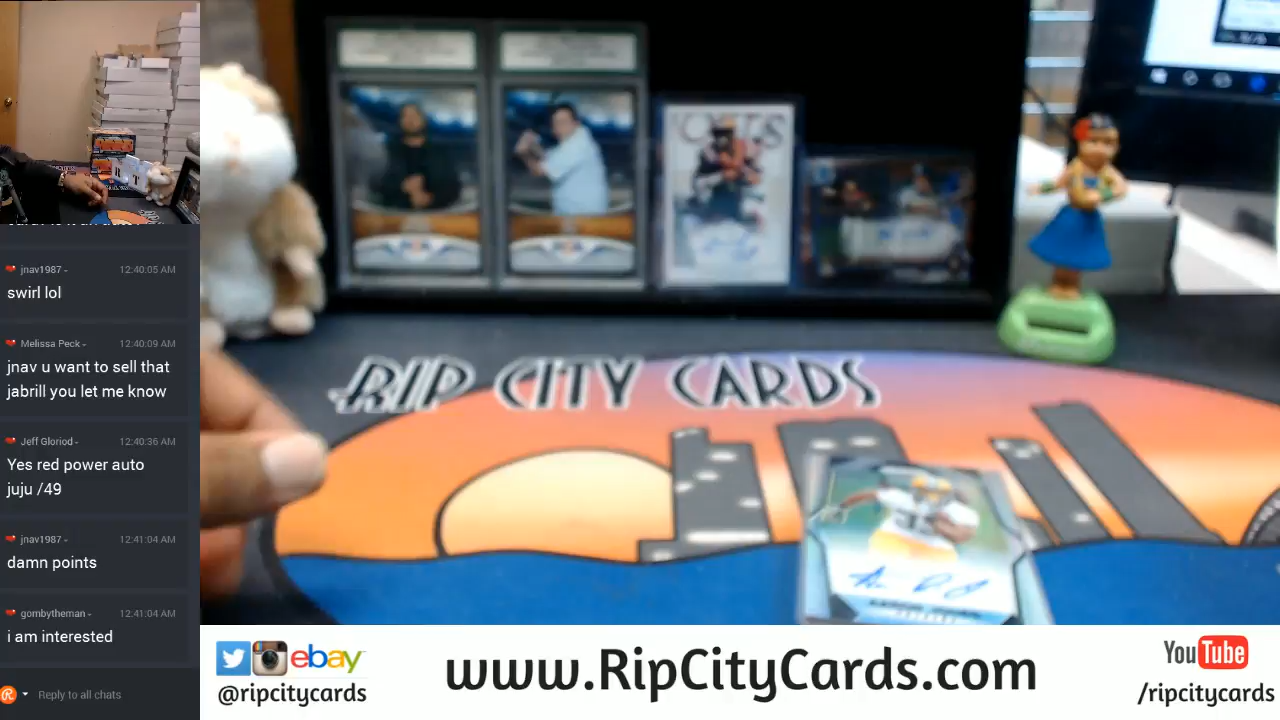 jnav1987 - 12:40:05 AM
swirl lol
Melissa Peck - 12:40:09 AM
jnav u want to sell that
jabrill you let me know
Jeff Gloriod - 12:40:36 AM
Yes red power auto
juju /49
jnav1987 - 12:41:04 AM
damn points
gombytheman - 12:41:04 AM
i am interested
Reply to all chats
RIP CITY CARDS
ebay
@ripcitycards
www.RipCityCards.com
YouTube
/ripcitycards